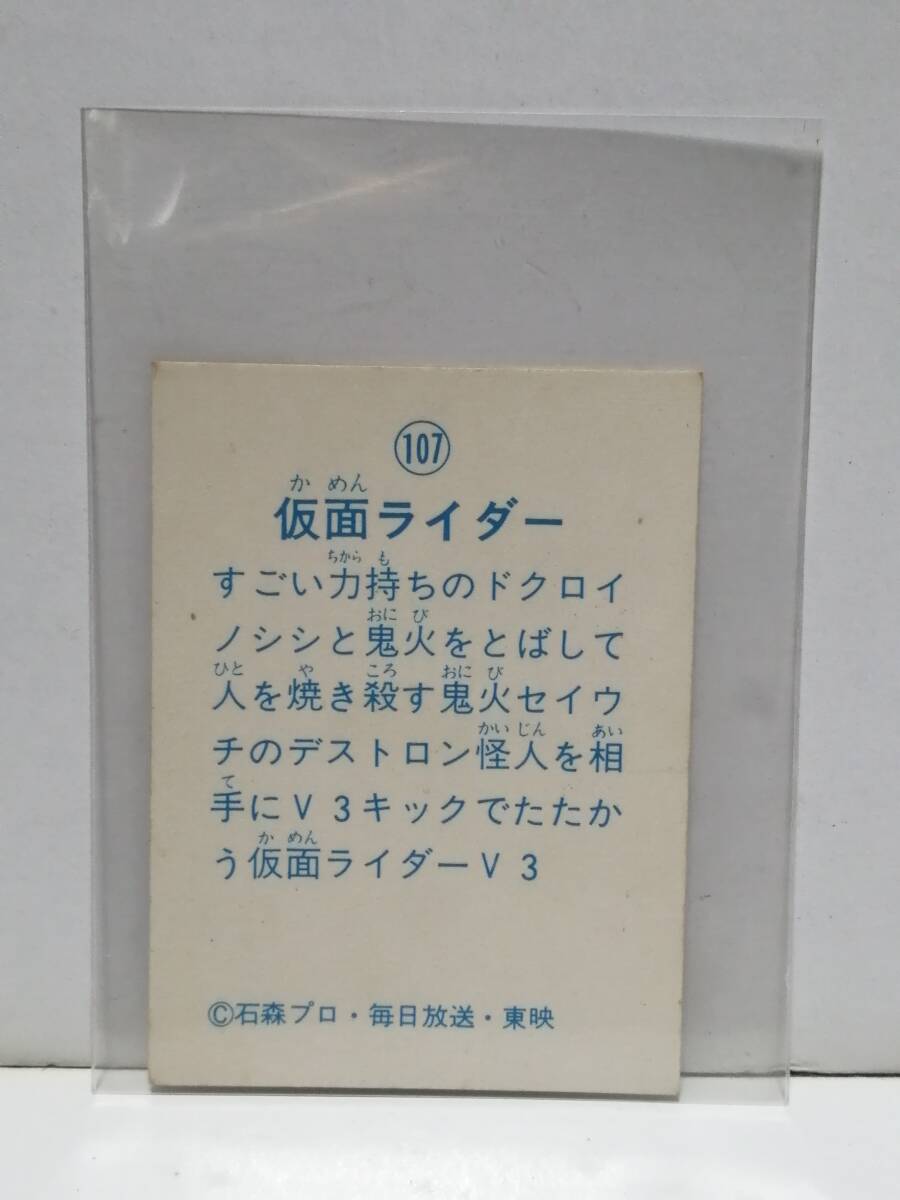 107
かめん
仮面ライダー
ちからも
すごい力持ちのドクロイ
おにび
ノシシと鬼火をとばして
ひとやころおにび
人を焼き殺す鬼火セイウ
かいじんあい
チのデストロン怪人を相
て
手にV3キックでたたか
かめん
う仮面ライダーV3
©石森プロ・毎日放送・東映